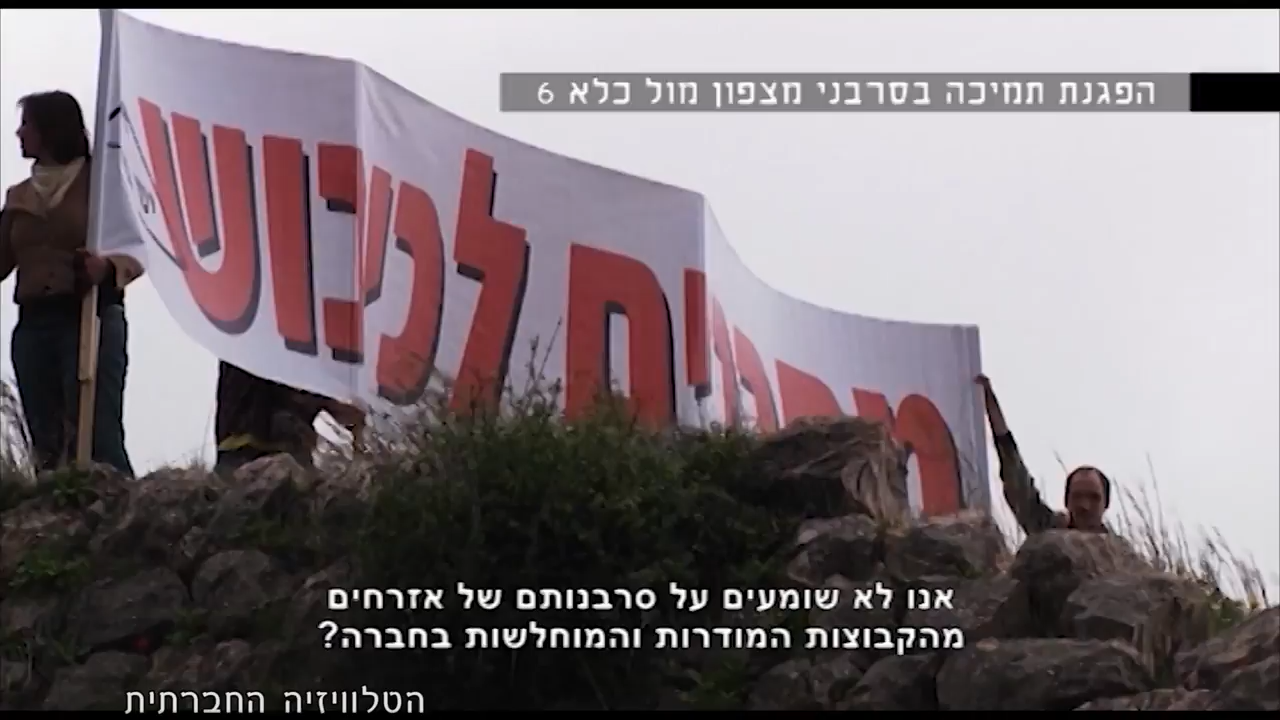 הפגנת תמיכה בסרבני מצפון מול כלא 6
מסרבים לכיבוש
אנו לא שומעים על סרבנותם של אזרחים
מהקבוצות המודרות והמוחלשות בחברה?
הטלוויזיה החברתית